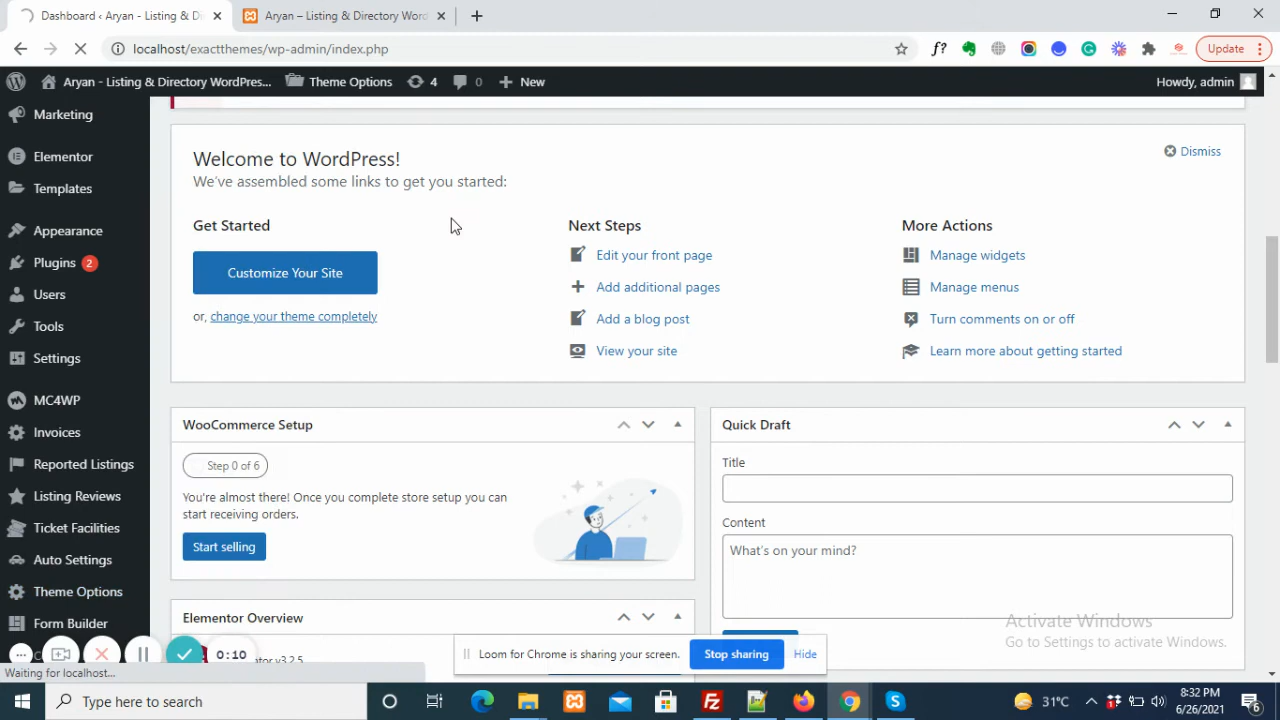 Dashboard ‹ Aryan - Listing & Di
Aryan – Listing & Directory Word
localhost/exactthemes/wp-admin/index.php
f?
Update
Aryan - Listing & Directory WordPres...
Theme Options
4
0
New
Howdy, admin
Marketing
Elementor
Templates
Appearance
Plugins 2
Users
Tools
Settings
MC4WP
Invoices
Reported Listings
Listing Reviews
Ticket Facilities
Auto Settings
Theme Options
Form Builder
Welcome to WordPress!
Dismiss
We've assembled some links to get you started:
Get Started
Customize Your Site
or, change your theme completely
Next Steps
Edit your front page
Add additional pages
Add a blog post
View your site
More Actions
Manage widgets
Manage menus
Turn comments on or off
Learn more about getting started
WooCommerce Setup
Step 0 of 6
You're almost there! Once you complete store setup you can
start receiving orders.
Start selling
Elementor Overview
Quick Draft
Title
Content
What's on your mind?
Activate Windows
Go to Settings to activate Windows.
0:10
Loom for Chrome is sharing your screen.
Stop sharing
Hide
Waiting for localhost...
Type here to search
31°C
8:32 PM
6/26/2021
6